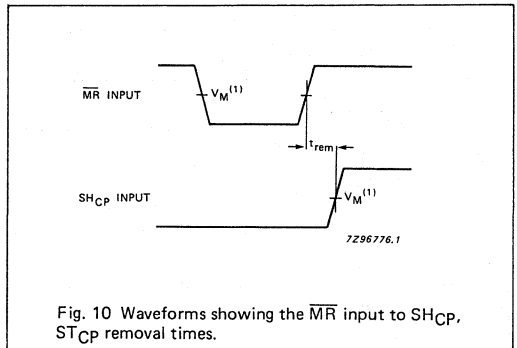 MR INPUT
VM(1)
trem
SHCP INPUT
VM(1)
7Z96776.1
Fig. 10 Waveforms showing the MR input to SHCP,
STCP removal times.